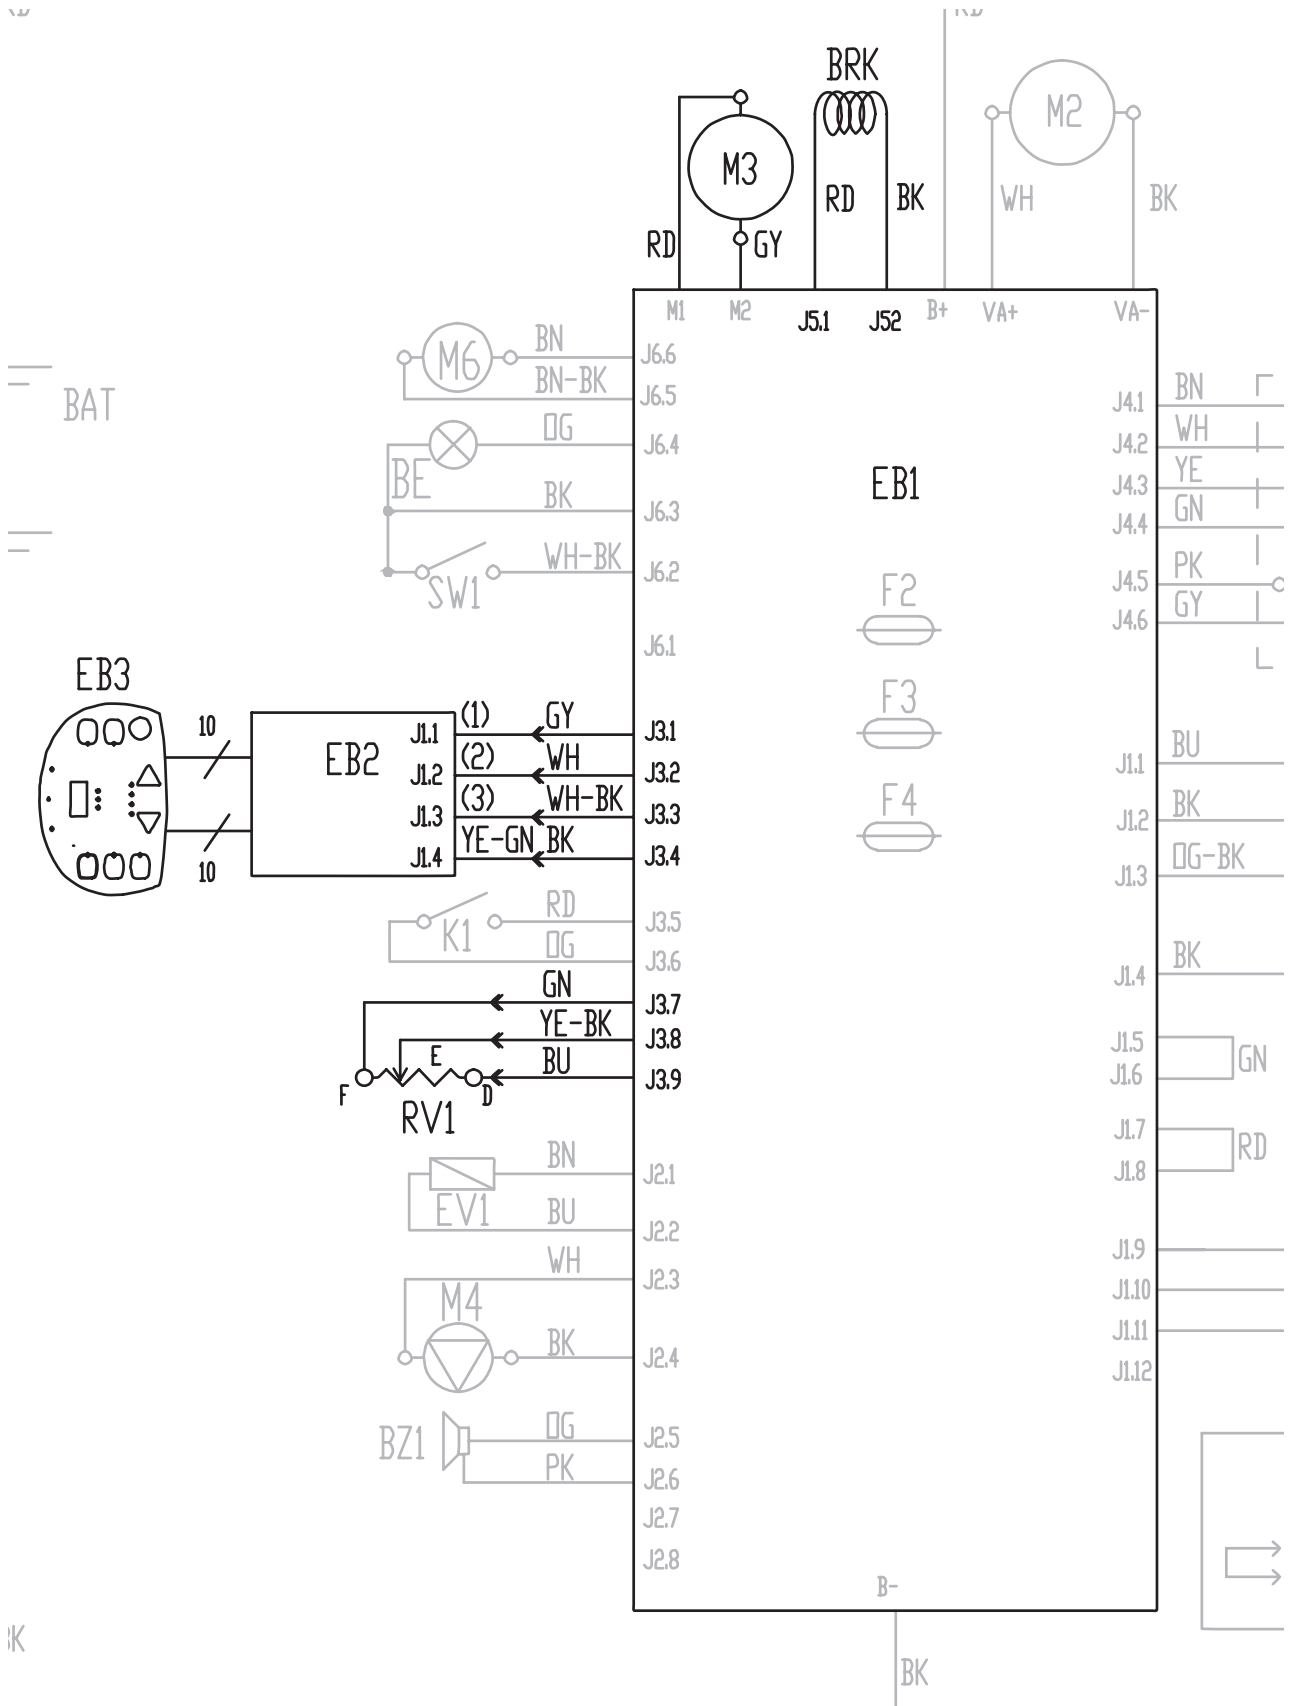 BRK
M3
M2
RD
BK
WH
BK
RD
GY
M1
M2
J5.1
J52
B+
VA+
VA-
M6
BN
J6.6
BN-BK
J6.5
BAT
BN
J4.1
OG
J6.4
WH
J4.2
BE
EB1
YE
J4.3
BK
J6.3
GN
J4.4
WH-BK
J6.2
SW1
PK
J4.5
F2
GY
J4.6
J6.1
EB3
F3
10
EB2
J1.1
(1)
GY
J3.1
J1.2
(2)
WH
J3.2
BU
J1.1
J1.3
(3)
WH-BK
J3.3
F4
BK
J1.2
J1.4
YE-GN
BK
J3.4
10
OG-BK
J1.3
K1
RD
J3.5
OG
J3.6
BK
J1.4
GN
J3.7
YE-BK
J3.8
J1.5
GN
E
BU
J3.9
J1.6
F
D
RV1
J1.7
RD
J1.8
BN
J2.1
EV1
BU
J2.2
WH
J2.3
J1.9
M4
J1.10
J1.11
BK
J2.4
J1.12
BZ1
OG
J2.5
PK
J2.6
J2.7
J2.8
B-
BK